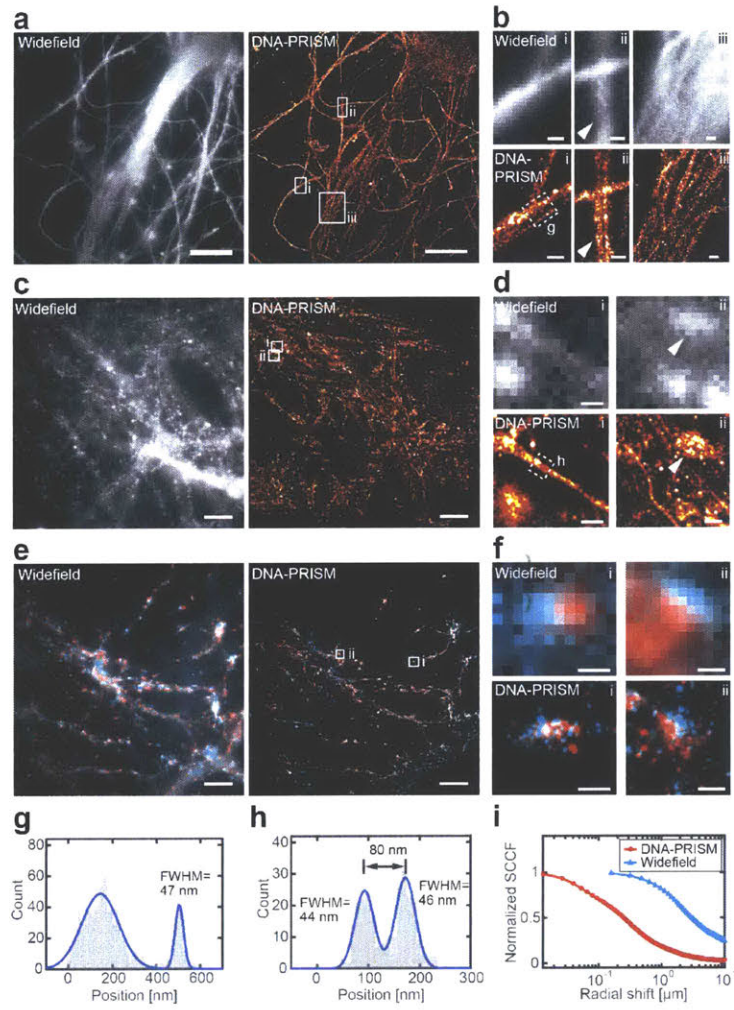 a
Widefield
DNA-PRISM
ii
i
iii
b
Widefield
i
ii
iii
DNA-PRISM
i
ii
iii
g
c
Widefield
DNA-PRISM
i
ii
d
Widefield
i
ii
DNA-PRISM
i
ii
h
e
Widefield
DNA-PRISM
ii
i
f
Widefield
i
ii
DNA-PRISM
i
ii
g
80
60
40
20
0
Count
FWHM=
47 nm
0
200
400
600
Position [nm]
h
40
30
20
10
0
Count
80 nm
FWHM=
44 nm
FWHM=
46 nm
0
100
200
300
Position [nm]
i
Normalized SCCF
1
0.5
0
DNA-PRISM
Widefield
10⁻¹
10⁰
10
Radial shift [µm]